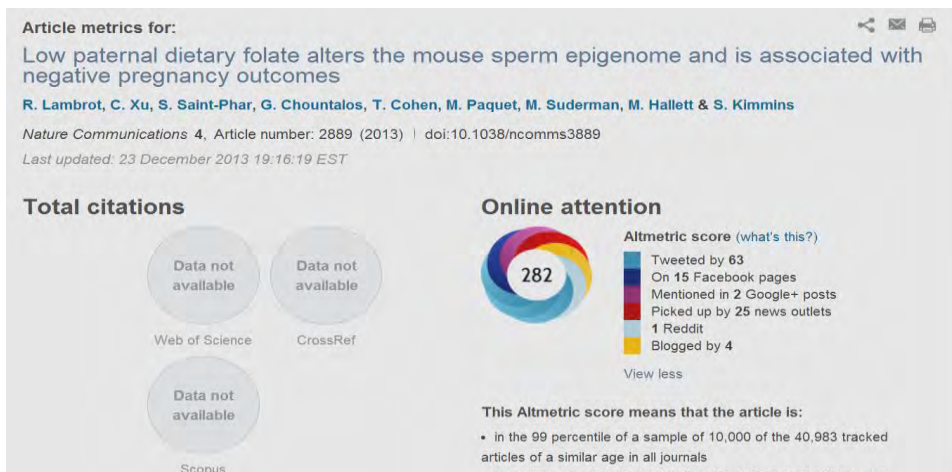 Article metrics for:
Low paternal dietary folate alters the mouse sperm epigenome and is associated with
negative pregnancy outcomes
R. Lambrot, C. Xu, S. Saint-Phar, G. Chountalos, T. Cohen, M. Paquet, M. Suderman, M. Hallett & S. Kimmins
Nature Communications 4, Article number: 2889 (2013) | doi:10.1038/ncomms3889
Last updated: 23 December 2013 19:16:19 EST
Total citations
Data not
available
Web of Science
Data not
available
CrossRef
Data not
available
Scopus
Online attention
282
Altmetric score (what's this?)
Tweeted by 63
On 15 Facebook pages
Mentioned in 2 Google+ posts
Picked up by 25 news outlets
1 Reddit
Blogged by 4
View less
This Altmetric score means that the article is:
• in the 99 percentile of a sample of 10,000 of the 40,983 tracked
articles of a similar age in all journals